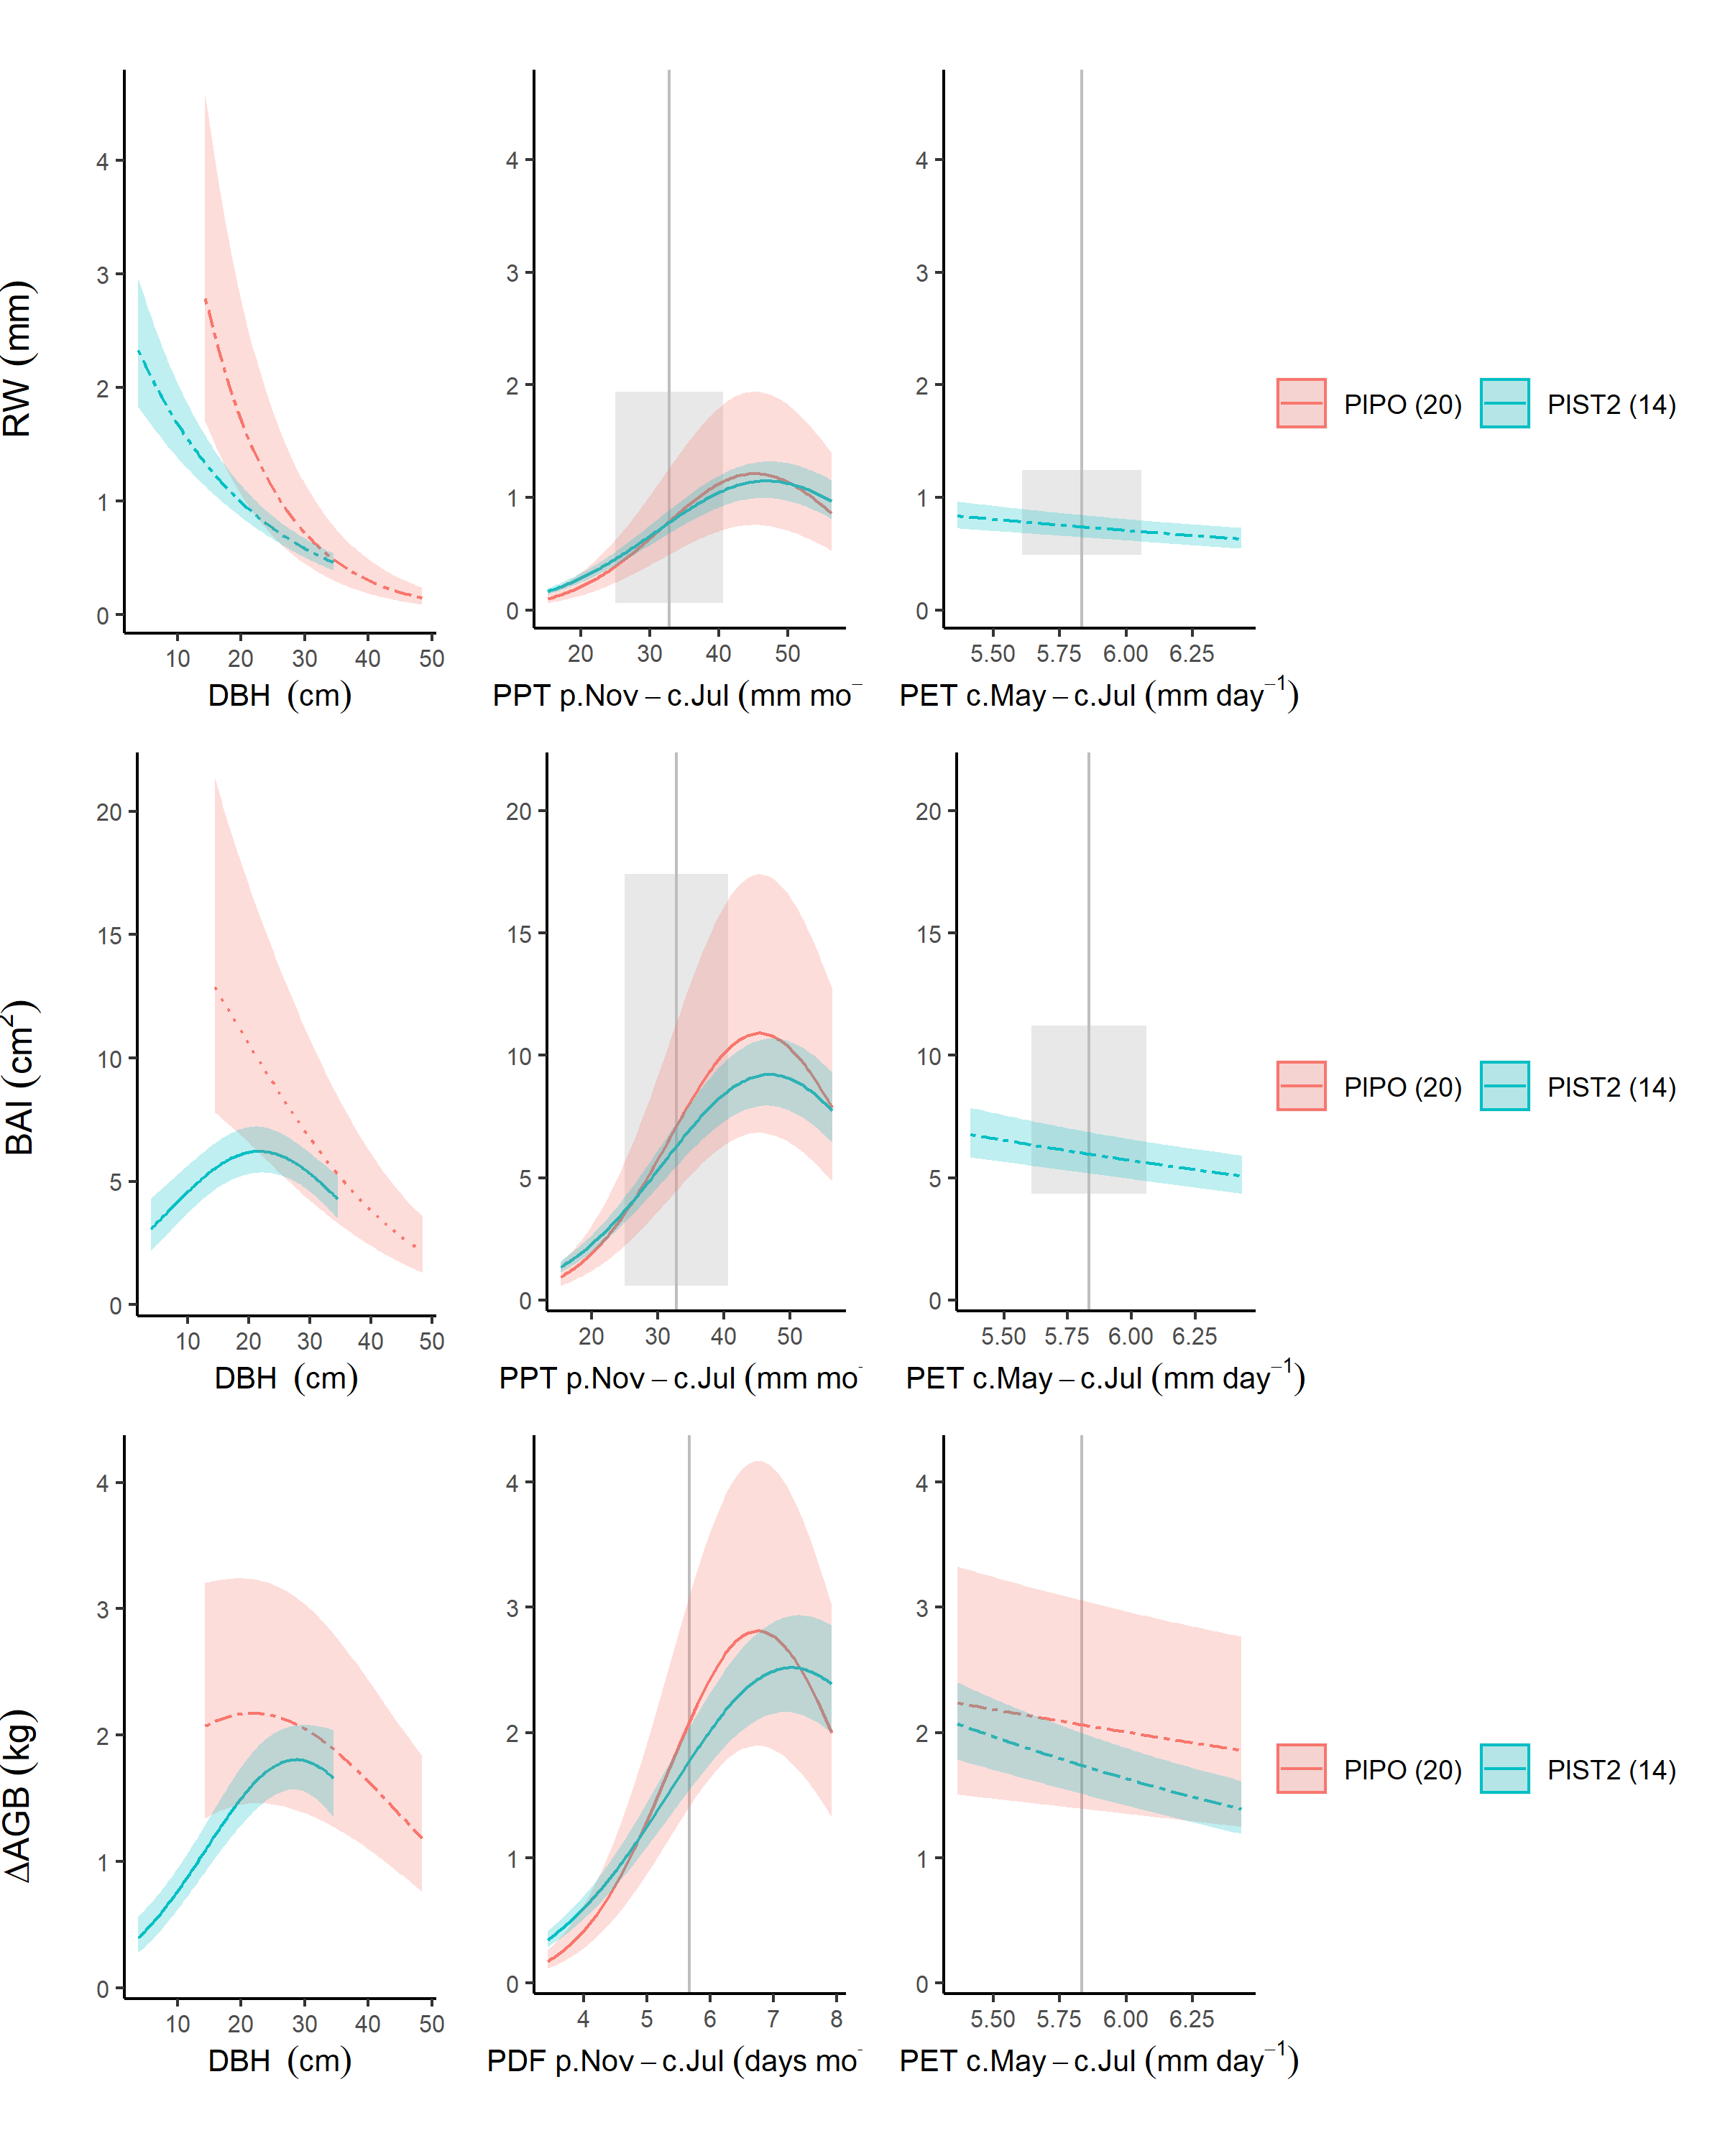 RW (mm)
4
3
2
1
0
10 20 30 40 50
DBH (cm)
4
3
2
1
0
20 30 40 50
PPT p.Nov – c.Jul (mm mo⁻
4
3
2
1
0
5.50 5.75 6.00 6.25
PET c.May – c.Jul (mm day⁻¹)
PIPO (20) PIST2 (14)
BAI (cm²)
20
15
10
5
0
10 20 30 40 50
DBH (cm)
20
15
10
5
0
20 30 40 50
PPT p.Nov – c.Jul (mm mo⁻
20
15
10
5
0
5.50 5.75 6.00 6.25
PET c.May – c.Jul (mm day⁻¹)
PIPO (20) PIST2 (14)
ΔAGB (kg)
4
3
2
1
0
10 20 30 40 50
DBH (cm)
4
3
2
1
0
4 5 6 7 8
PDF p.Nov – c.Jul (days mo⁻
4
3
2
1
0
5.50 5.75 6.00 6.25
PET c.May – c.Jul (mm day⁻¹)
PIPO (20) PIST2 (14)